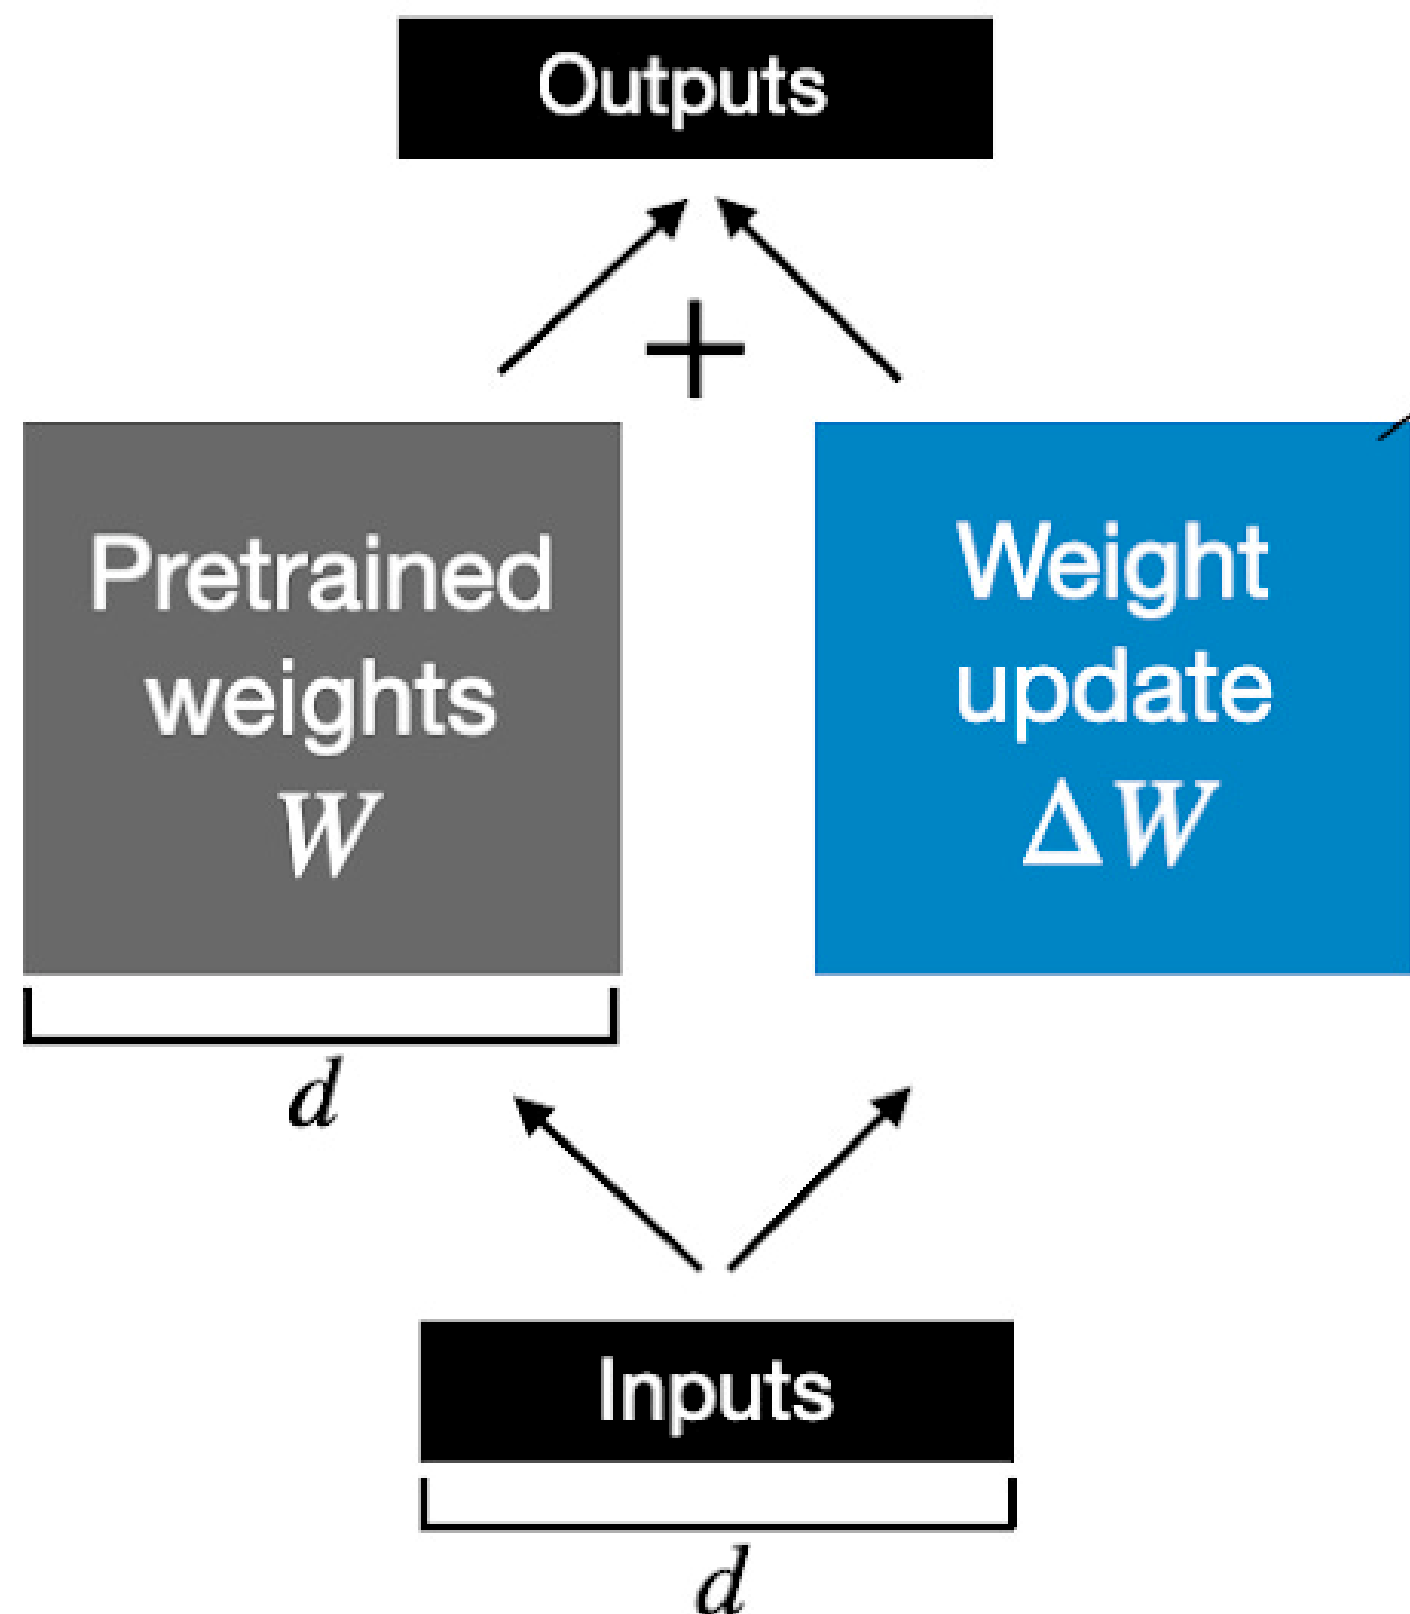 Outputs
+
Pretrained
weights
W
Weight
update
ΔW
d
Inputs
d